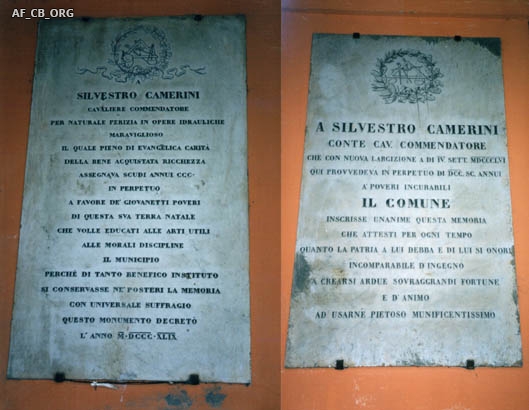 AF_CB_ORG
A
SILVESTRO CAMERINI
CAVALIERE COMMENDATORE
PER NATURALE PERIZIA IN OPERE IDRAULICHE
MARAVIGLIOSO
IL QUALE PIENO DI EVANGELICA CARITÀ
DELLA BENE ACQUISTATA RICCHEZZA
ASSEGNAVA SCUDI ANNUI CCC
IN PERPETUO
A FAVORE DE' GIOVANETTI POVERI
DI QUESTA SVA TERRA NATALE
CHE VOLLE EDUCATI ALLE ARTI UTILI
ALLE MORALI DISCIPLINE
IL MUNICIPIO
PERCHÉ DI TANTO BENEFICO INSTITUTO
SI CONSERVASSE NE' POSTERI LA MEMORIA
CON UNIVERSALE SUFFRAGIO
QUESTO MONUMENTO DECRETÒ
L'ANNO M·DCCC·XLIX
A SILVESTRO CAMERINI
CONTE CAV. COMMENDATORE
CHE CON NUOVA LARGIZIONE A DI IV SETT. MDCCCLVI
QUI PROVVEDEVA IN PERPETUO DI DCC. SC. ANNUI
A' POVERI INCURABILI
IL COMUNE
INSCRISSE UNANIME QUESTA MEMORIA
CHE ATTESTI PER OGNI TEMPO
QUANTO LA PATRIA A LUI DEBBA E DI LUI SI ONORI
INCOMPARABILE D'INGEGNO
A CREARSI ARDUE SOVRAGGRANDI FORTUNE
E D'ANIMO
AD USARNE PIETOSO MUNIFICENTISSIMO